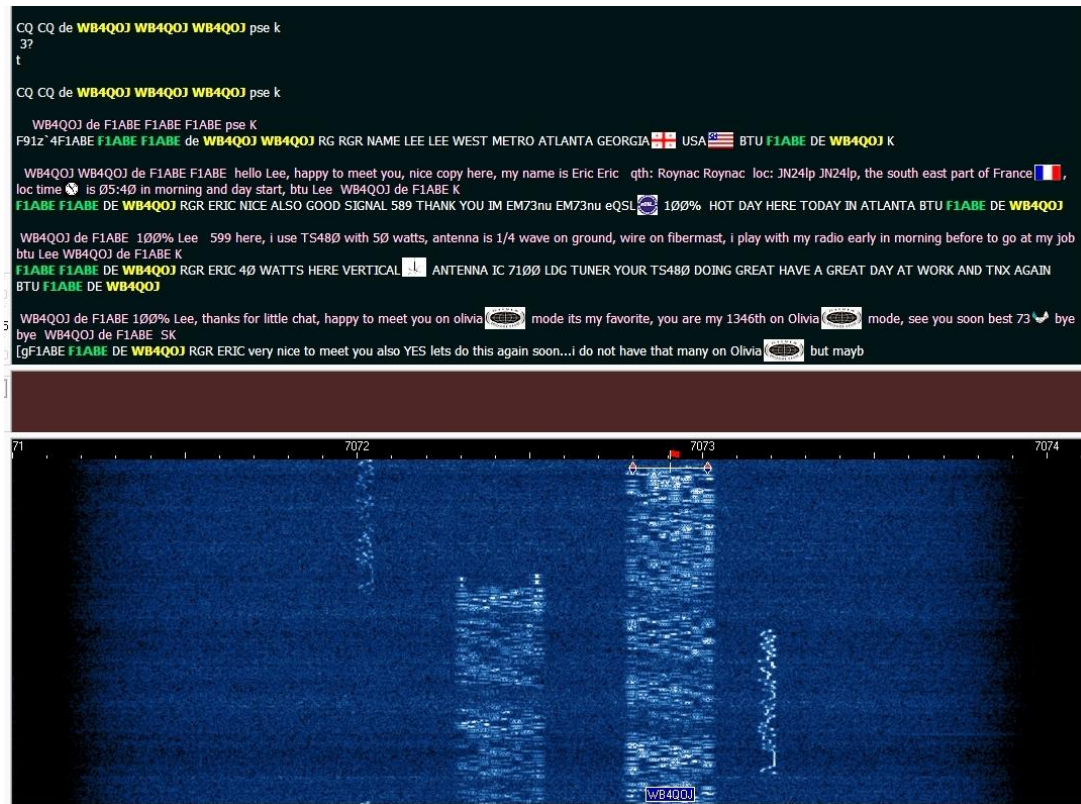 CQ CQ de WB4QOJ WB4QOJ WB4QOJ pse k
3?
t
CQ CQ de WB4QOJ WB4QOJ WB4QOJ pse k
WB4QOJ de F1ABE F1ABE F1ABE pse K
F91z`4F1ABE F1ABE F1ABE de WB4QOJ WB4QOJ RG RGR NAME LEE LEE WEST METRO ATLANTA GEORGIA USA BTU F1ABE DE WB4QOJ K
WB4QOJ WB4QOJ de F1ABE F1ABE hello Lee, happy to meet you, nice copy here, my name is Eric Eric qth: Roynac Roynac loc: JN24lp JN24lp, the south east part of France,
loc time is Ø5:4Ø in morning and day start, btu Lee WB4QOJ de F1ABE K
F1ABE F1ABE DE WB4QOJ RGR ERIC NICE ALSO GOOD SIGNAL 589 THANK YOU IM EM73nu EM73nu eQSL 1ØØ% HOT DAY HERE TODAY IN ATLANTA BTU F1ABE DE WB4QOJ
WB4QOJ de F1ABE 1ØØ% Lee 599 here, i use TS48Ø with 5Ø watts, antenna is 1/4 wave on ground, wire on fibermast, i play with my radio early in morning before to go at my job
btu Lee WB4QOJ de F1ABE K
F1ABE F1ABE DE WB4QOJ RGR ERIC 4Ø WATTS HERE VERTICAL ANTENNA IC 71ØØ LDG TUNER YOUR TS48Ø DOING GREAT HAVE A GREAT DAY AT WORK AND TNX AGAIN
BTU F1ABE DE WB4QOJ
WB4QOJ de F1ABE 1ØØ% Lee, thanks for little chat, happy to meet you on olivia mode its my favorite, you are my 1346th on Olivia mode, see you soon best 73 bye
bye WB4QOJ de F1ABE SK
[gF1ABE F1ABE DE WB4QOJ RGR ERIC very nice to meet you also YES lets do this again soon...i do not have that many on Olivia but mayb
71 7072 7073 7074
WB4QOJ